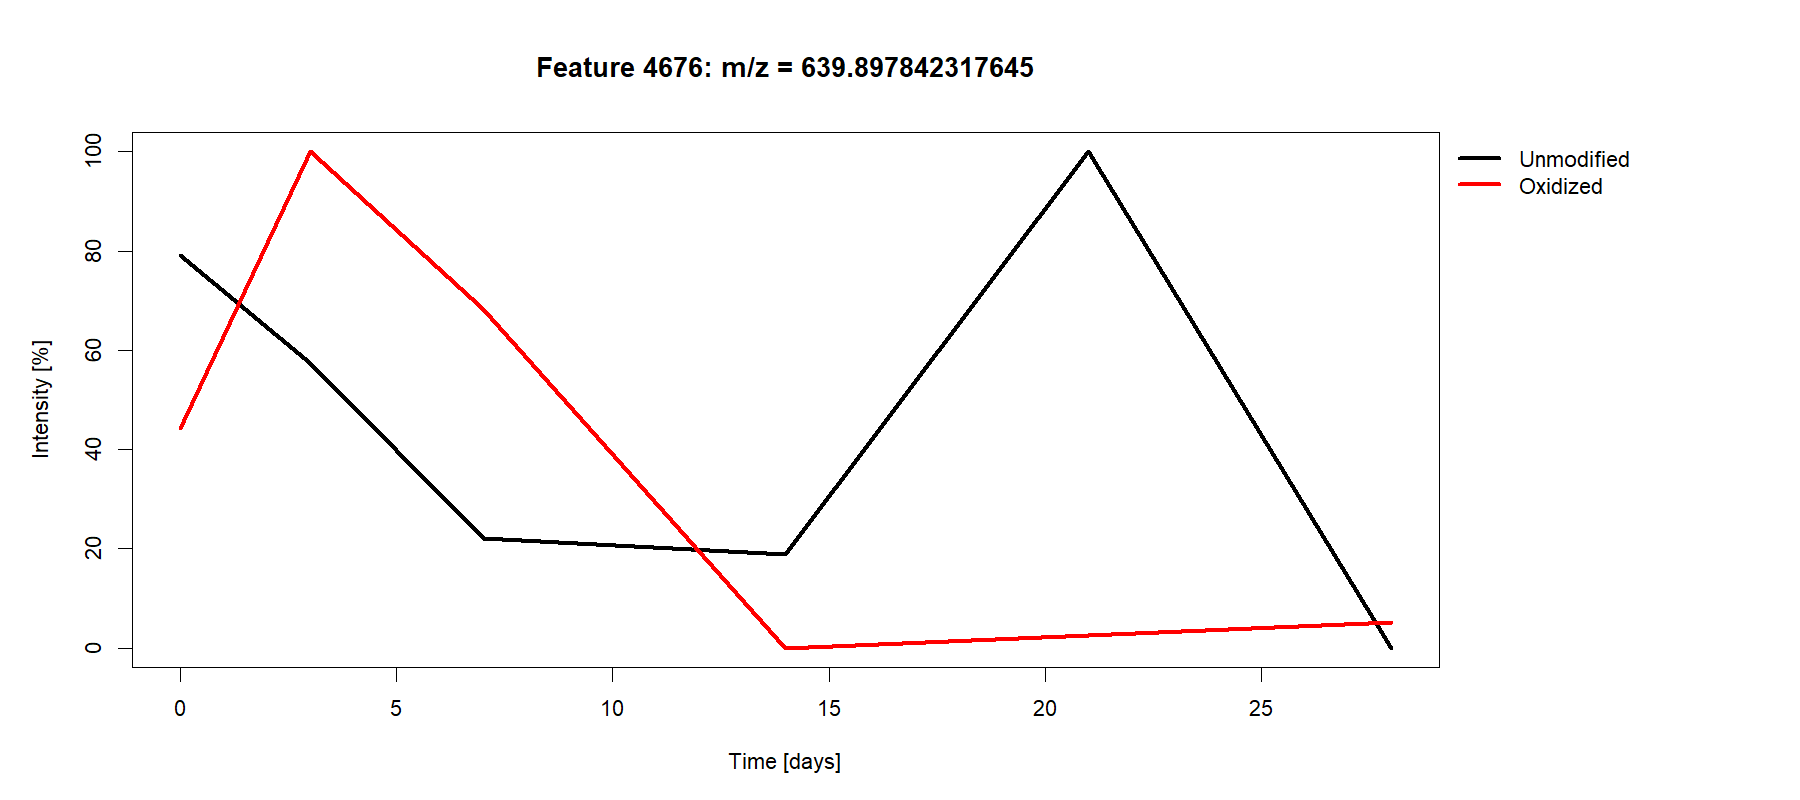 Feature 4676: m/z = 639.897842317645
Unmodified
Oxidized
Intensity [%]
100
80
60
40
20
0
0 5 10 15 20 25
Time [days]